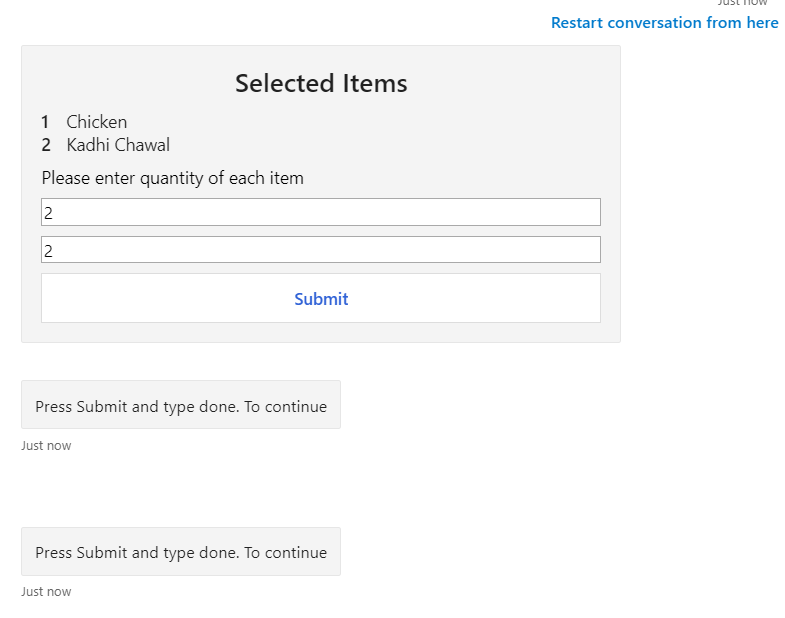 Just now
Restart conversation from here
Selected Items
1 Chicken
2 Kadhi Chawal
Please enter quantity of each item
2
2
Submit
Press Submit and type done. To continue
Just now
Press Submit and type done. To continue
Just now